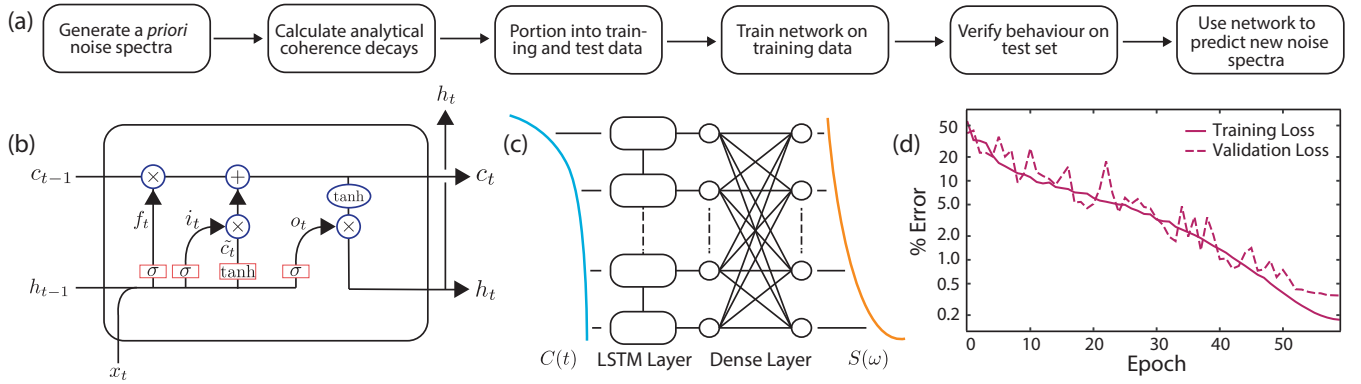 (a)
Generate a priori
noise spectra
Calculate analytical
coherence decays
Portion into train-
ing and test data
Train network on
training data
Verify behaviour on
test set
Use network to
predict new noise
spectra
(b)
h_t
c_{t−1}
×
+
c_t
tanh
f_t
i_t
×
o_t
×
c̃_t
σ
σ
tanh
σ
h_{t−1}
h_t
x_t
(c)
C(t)
LSTM Layer
Dense Layer
S(ω)
(d)
Training Loss
Validation Loss
% Error
50
20
10
5.0
2.0
1.0
0.5
0.2
0 10 20 30 40 50
Epoch